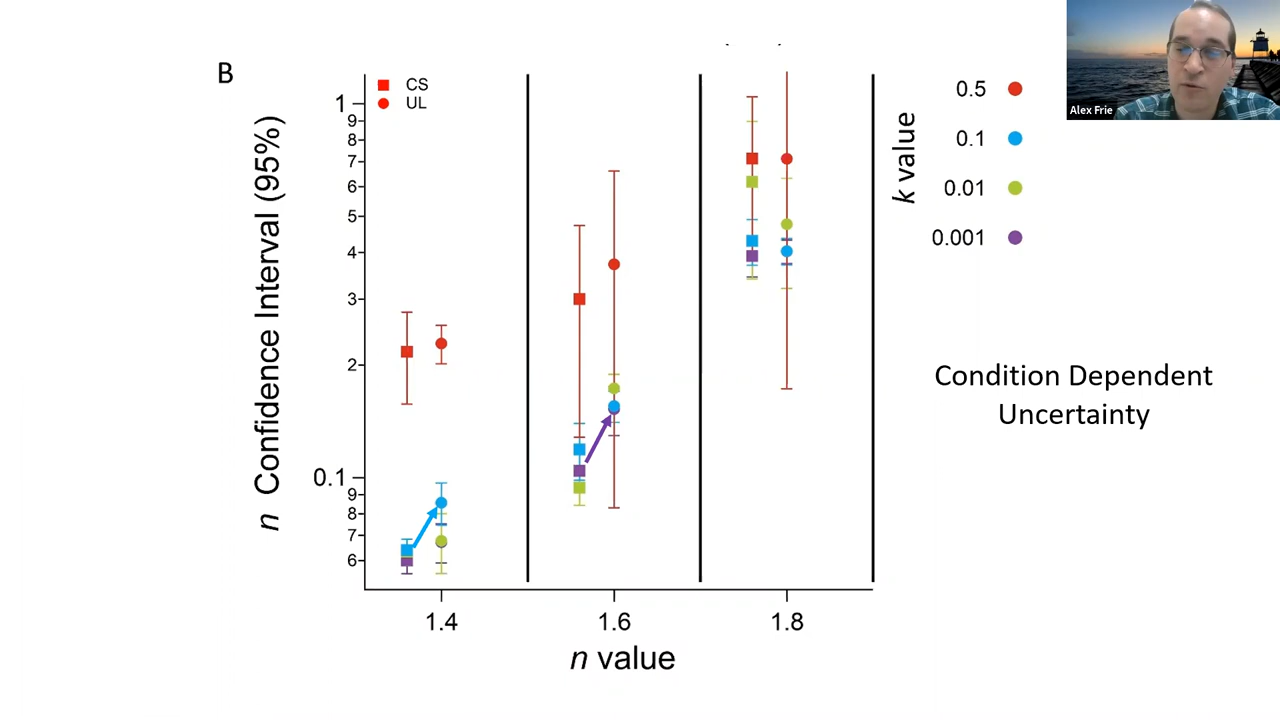 B
CS
UL
1
9
8
7
6
5
4
3
2
0.1
9
8
7
6
n Confidence Interval (95%)
1.4
1.6
1.8
n value
k value
0.5
0.1
0.01
0.001
Condition Dependent
Uncertainty
Alex Frie